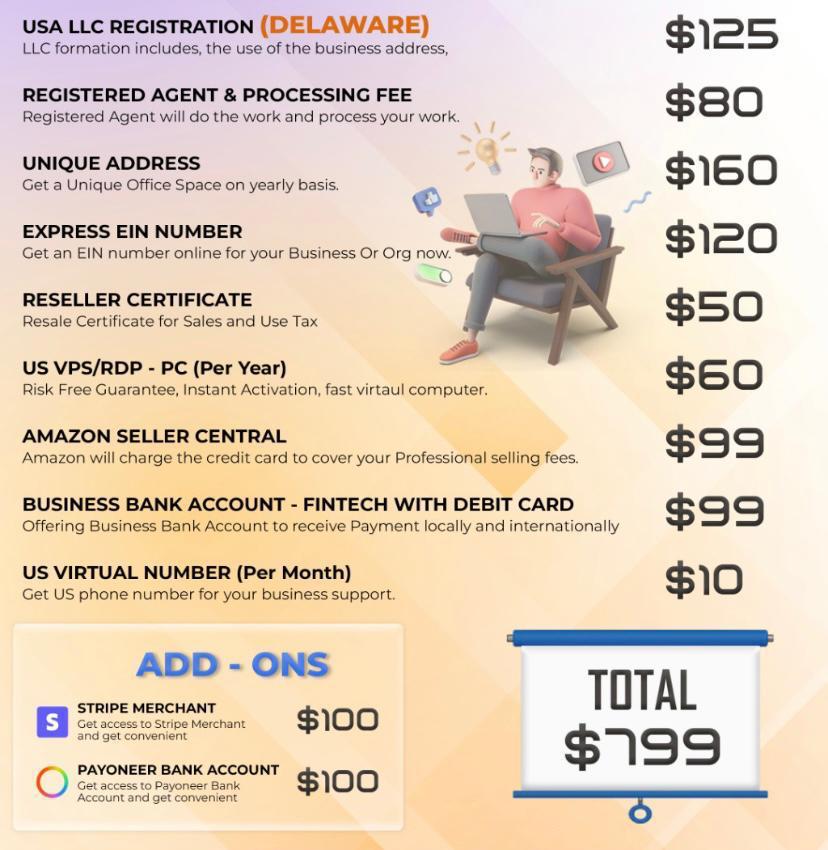 USA LLC REGISTRATION (DELAWARE) $125
LLC formation includes, the use of the business address,
REGISTERED AGENT & PROCESSING FEE $80
Registered Agent will do the work and process your work.
UNIQUE ADDRESS $160
Get a Unique Office Space on yearly basis.
EXPRESS EIN NUMBER $120
Get an EIN number online for your Business Or Org now.
RESELLER CERTIFICATE $50
Resale Certificate for Sales and Use Tax
US VPS/RDP - PC (Per Year) $60
Risk Free Guarantee, Instant Activation, fast virtaul computer.
AMAZON SELLER CENTRAL $99
Amazon will charge the credit card to cover your Professional selling fees.
BUSINESS BANK ACCOUNT - FINTECH WITH DEBIT CARD $99
Offering Business Bank Account to receive Payment locally and internationally
US VIRTUAL NUMBER (Per Month) $10
Get US phone number for your business support.
ADD - ONS
S
STRIPE MERCHANT
Get access to Stripe Merchant
and get convenient
$100
PAYONEER BANK ACCOUNT
Get access to Payoneer Bank
Account and get convenient
$100
TOTAL
$799